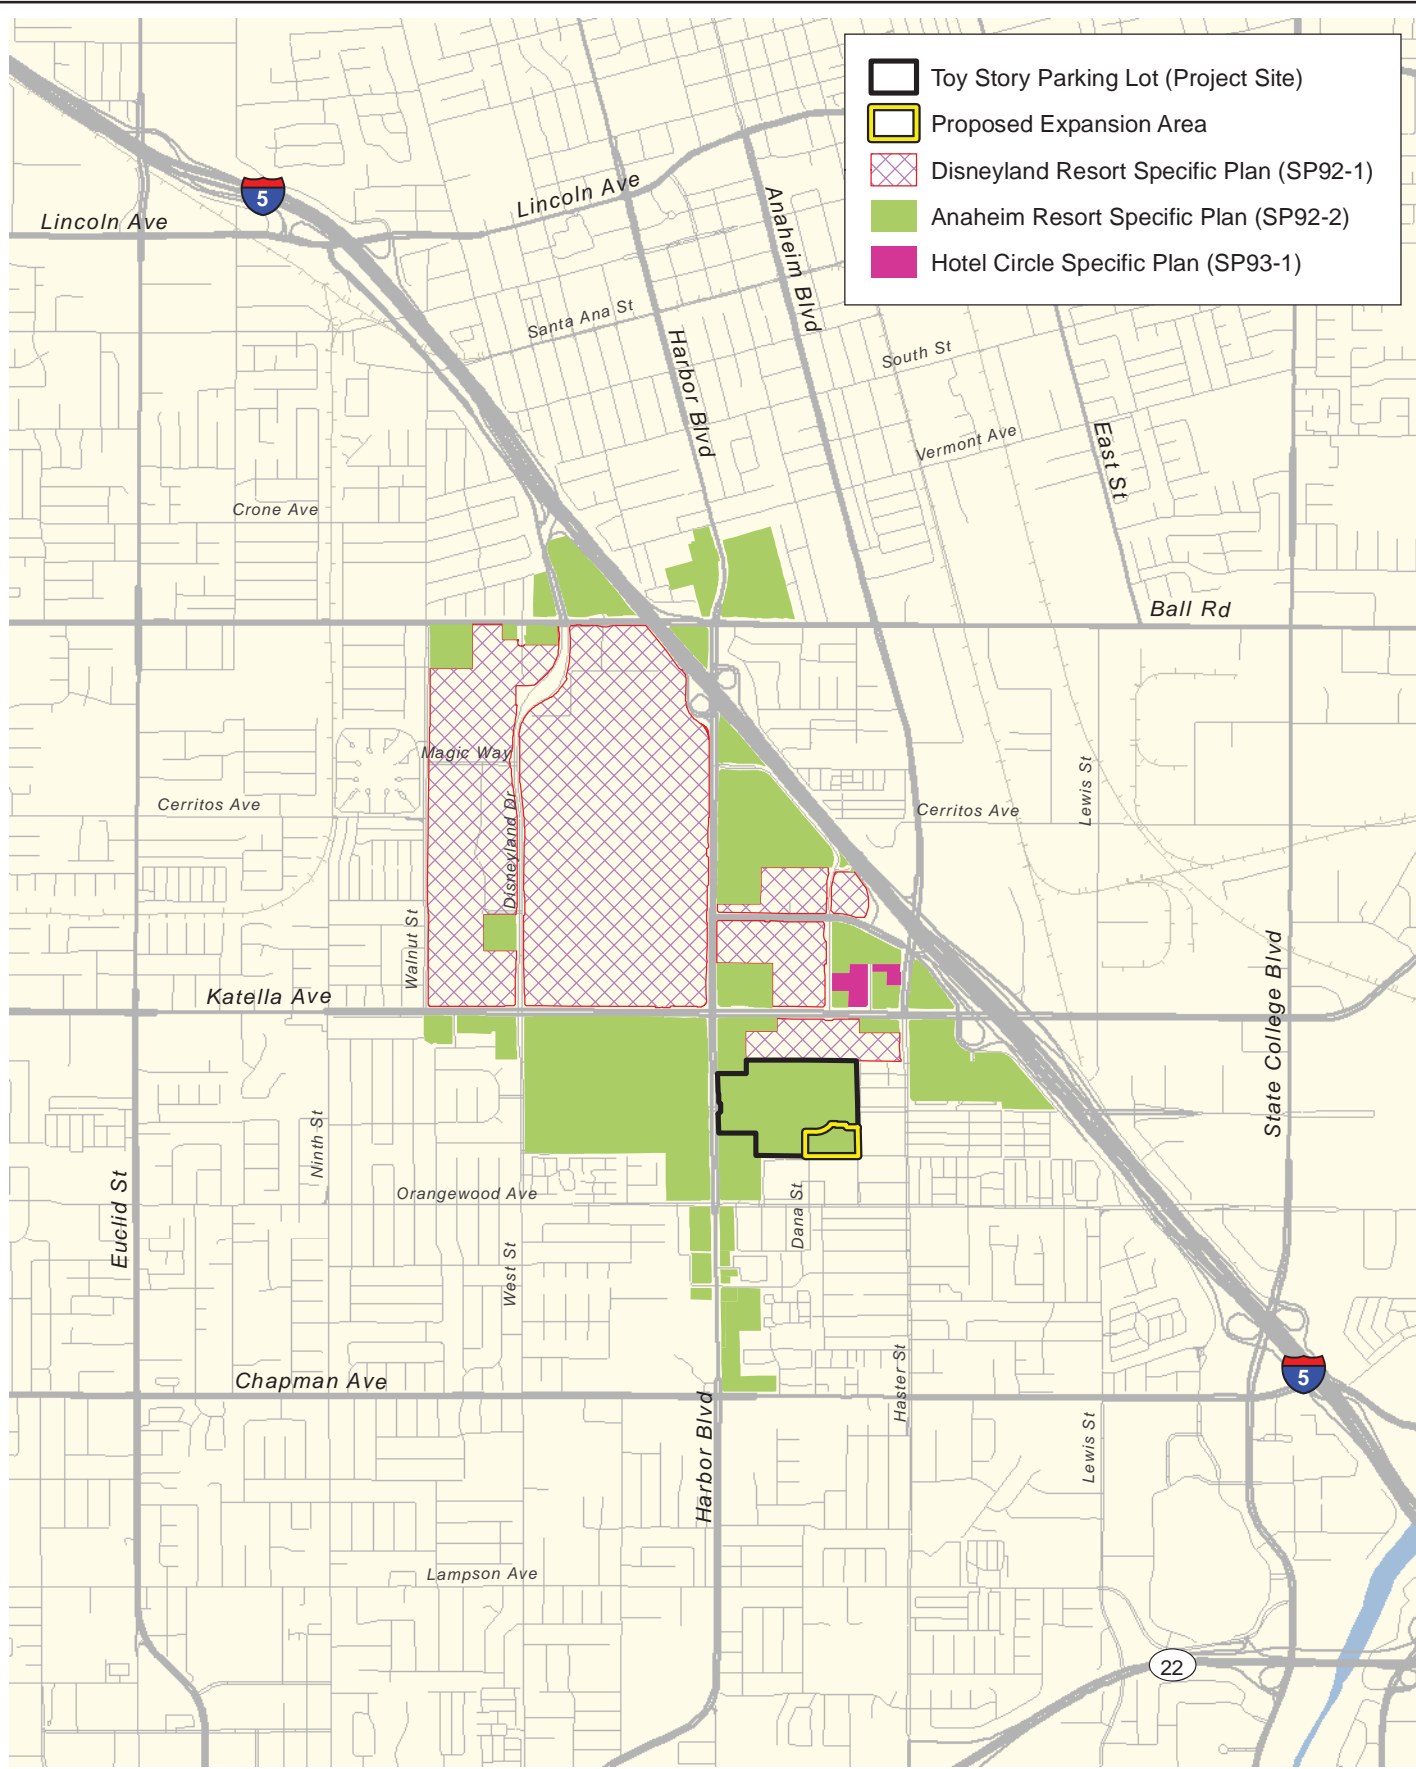 Toy Story Parking Lot (Project Site)
Proposed Expansion Area
Disneyland Resort Specific Plan (SP92-1)
Anaheim Resort Specific Plan (SP92-2)
Hotel Circle Specific Plan (SP93-1)
5
Lincoln Ave
Lincoln Ave
Anaheim Blvd
Santa Ana St
Harbor Blvd
South St
Vermont Ave
East St
Crone Ave
Ball Rd
Magic Way
Cerritos Ave
Disneyland Dr
Cerritos Ave
Lewis St
Walnut St
Katella Ave
State College Blvd
Ninth St
Euclid St
Orangewood Ave
Dana St
West St
Chapman Ave
Haster St
5
Harbor Blvd
Lewis St
Lampson Ave
22